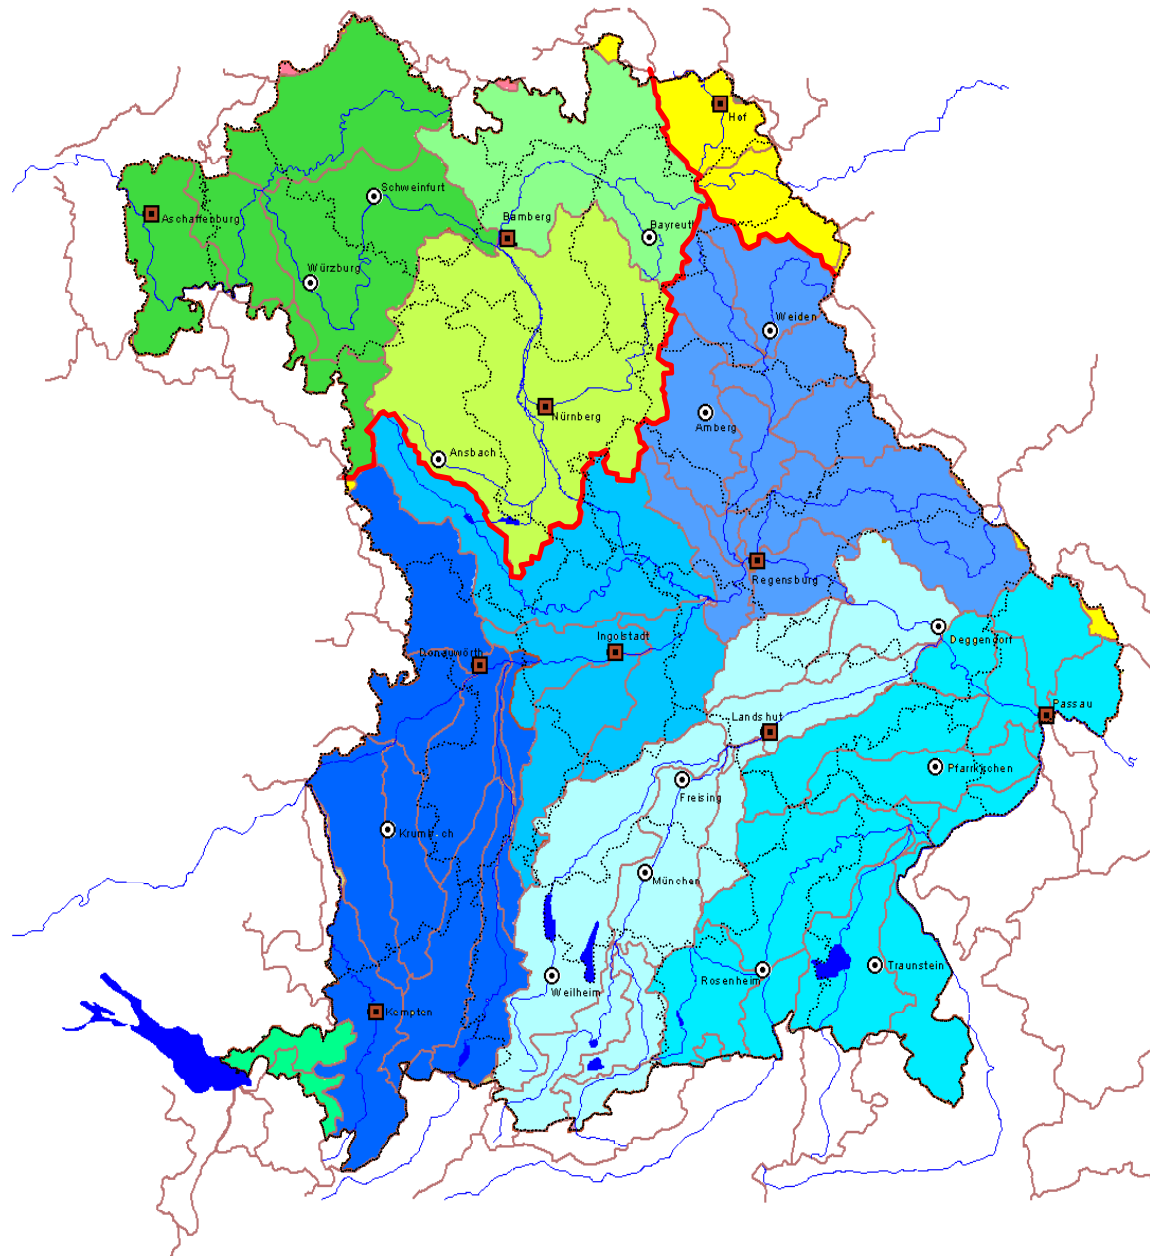 Hof
Schweinfurt
Aschaffenburg
Bamberg
Bayreut
Würzburg
Weiden
Nürnberg
Amberg
Ansbach
Regensburg
Ingolstadt
Deggendorf
Donauwörth
Passau
Landshut
Pfarrkirchen
Freising
München
Traunstein
Rosenheim
Weilheim
Kempten